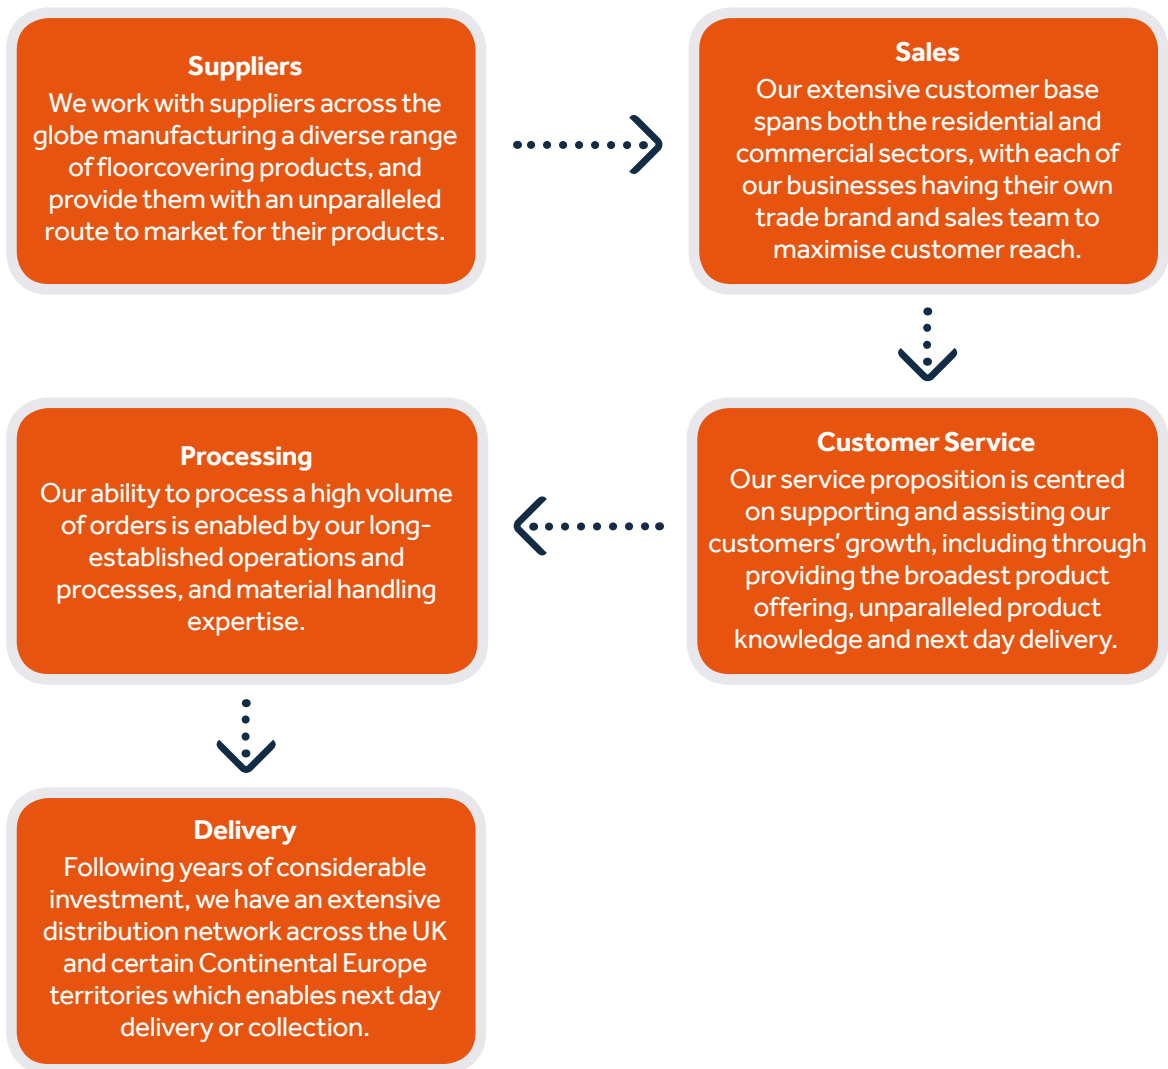 Suppliers
We work with suppliers across the
globe manufacturing a diverse range
of floorcovering products, and
provide them with an unparalleled
route to market for their products.
Sales
Our extensive customer base
spans both the residential and
commercial sectors, with each of
our businesses having their own
trade brand and sales team to
maximise customer reach.
Customer Service
Our service proposition is centred
on supporting and assisting our
customers’ growth, including through
providing the broadest product
offering, unparalleled product
knowledge and next day delivery.
Processing
Our ability to process a high volume
of orders is enabled by our long-
established operations and
processes, and material handling
expertise.
Delivery
Following years of considerable
investment, we have an extensive
distribution network across the UK
and certain Continental Europe
territories which enables next day
delivery or collection.